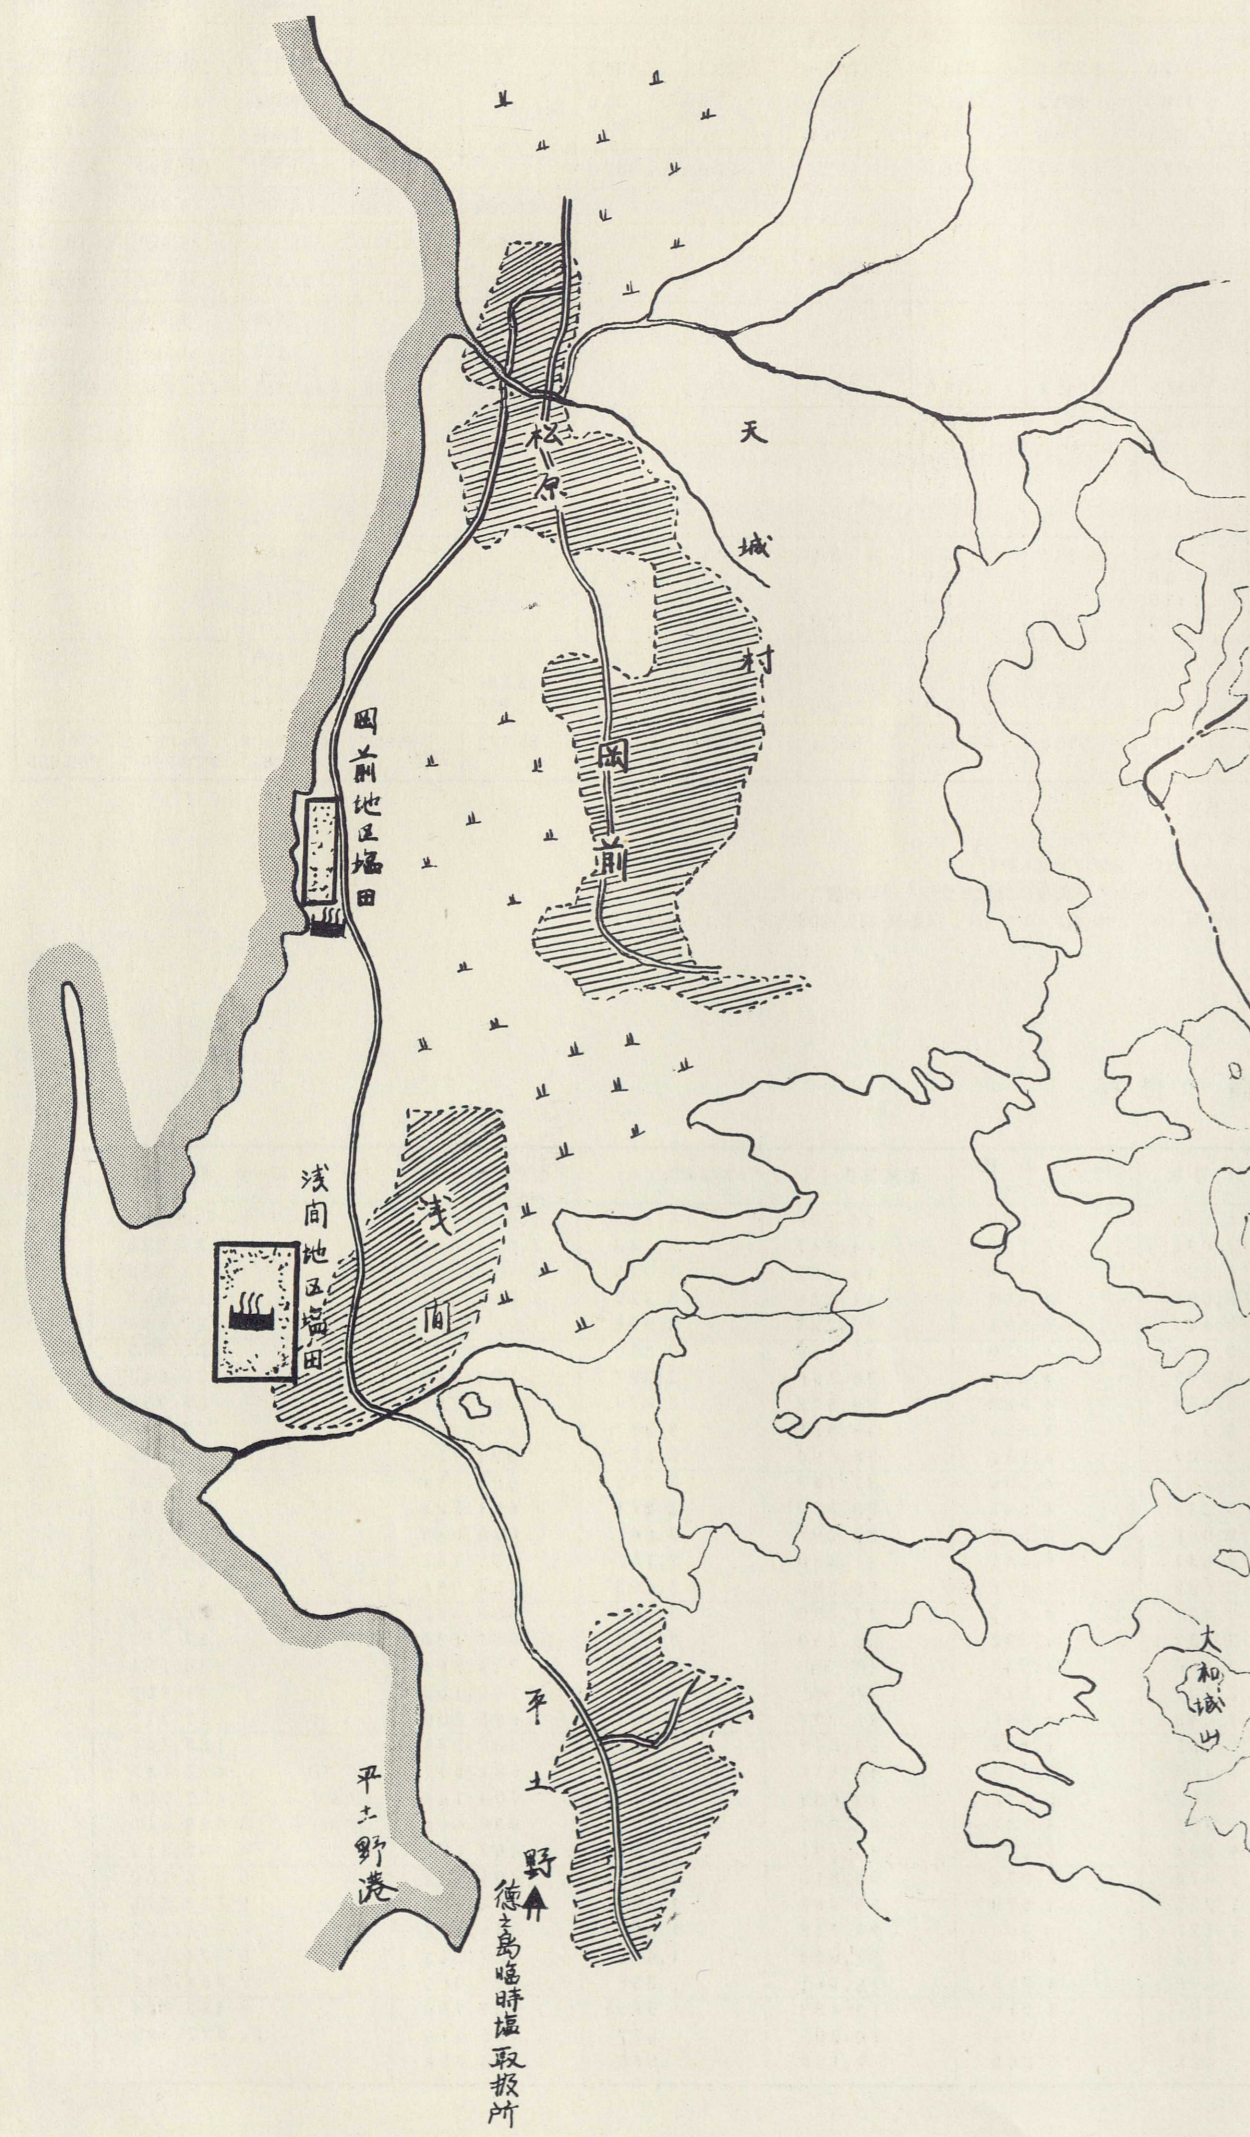 天城村
松原
岡前地区塩田
岡前
浅間
浅間地区塩田
大和城山
平土野
平土野港
徳之島臨時塩取扱所